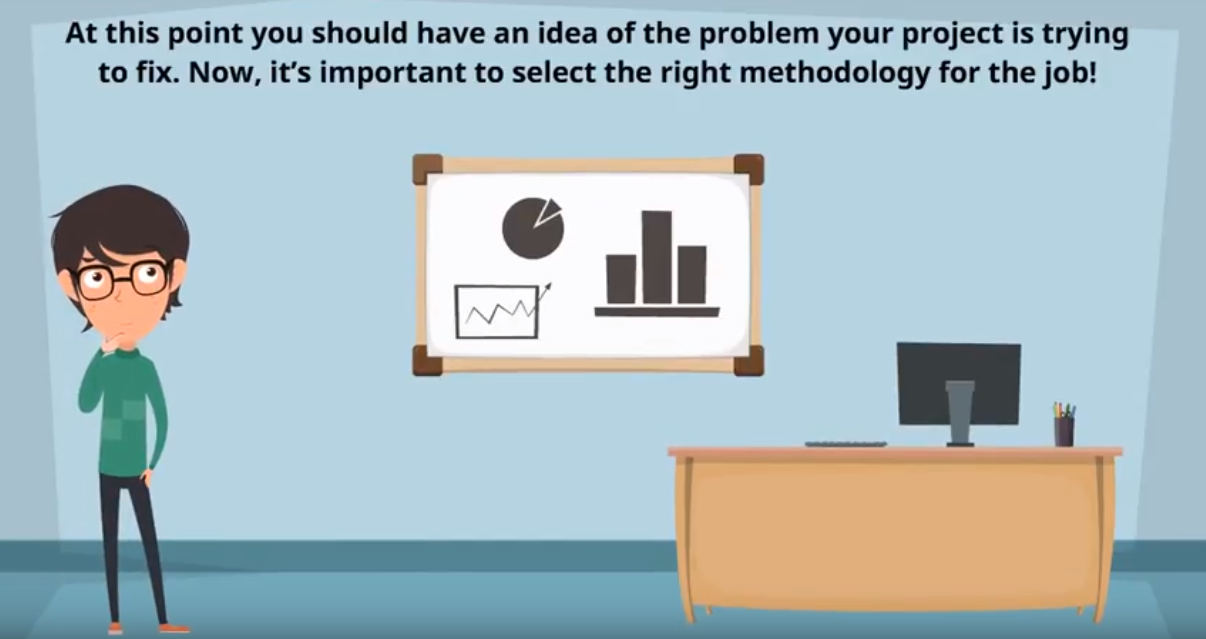 At this point you should have an idea of the problem your project is trying
to fix. Now, it’s important to select the right methodology for the job!